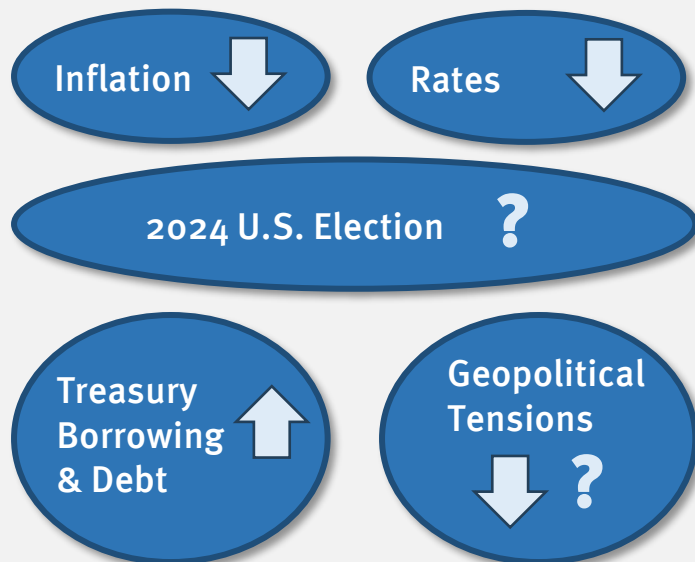 Inflation
Rates
2024 U.S. Election ?
Treasury
Borrowing
& Debt
Geopolitical
Tensions
?